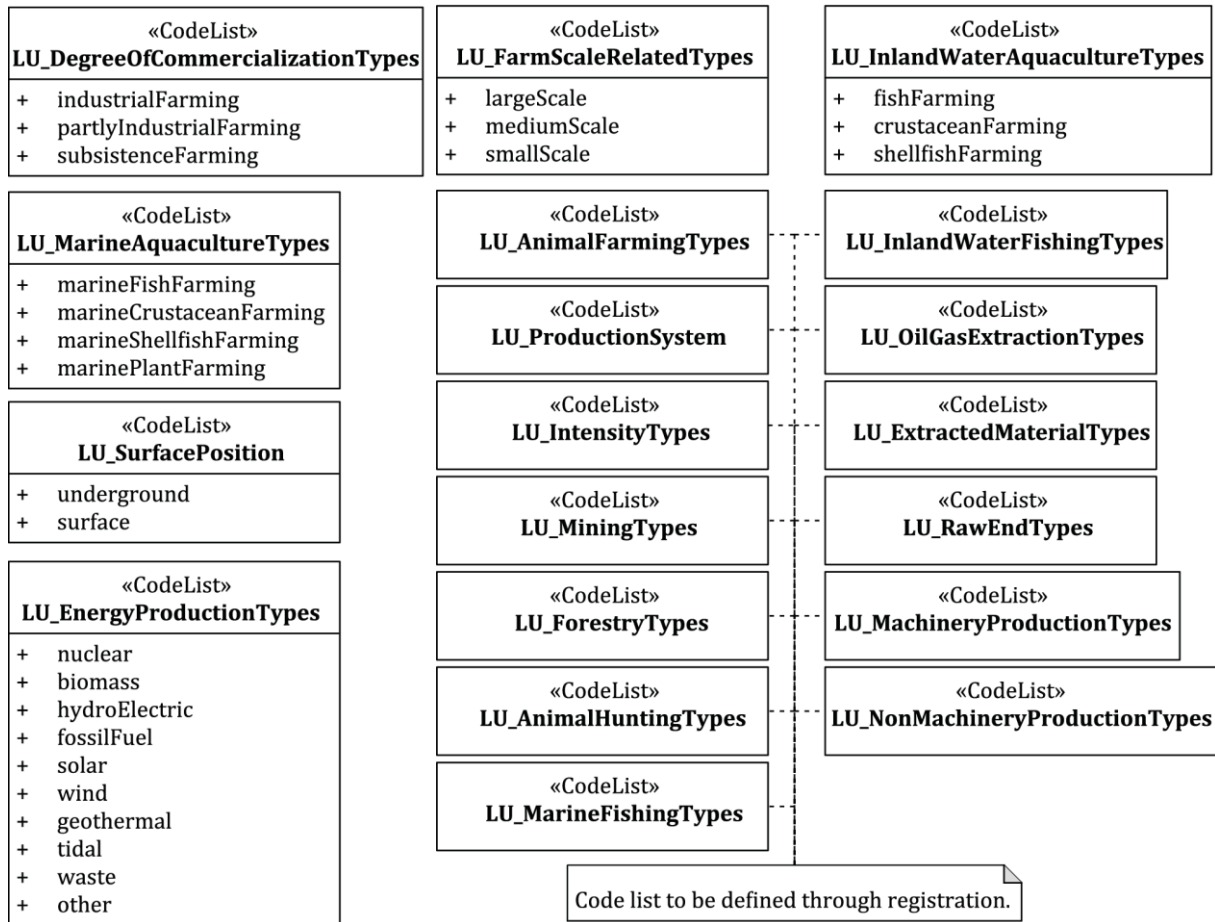 «CodeList»
LU_DegreeOfCommercializationTypes
+ industrialFarming
+ partlyIndustrialFarming
+ subsistenceFarming
«CodeList»
LU_FarmScaleRelatedTypes
+ largeScale
+ mediumScale
+ smallScale
«CodeList»
LU_InlandWaterAquacultureTypes
+ fishFarming
+ crustaceanFarming
+ shellfishFarming
«CodeList»
LU_MarineAquacultureTypes
+ marineFishFarming
+ marineCrustaceanFarming
+ marineShellfishFarming
+ marinePlantFarming
«CodeList»
LU_SurfacePosition
+ underground
+ surface
«CodeList»
LU_EnergyProductionTypes
+ nuclear
+ biomass
+ hydroElectric
+ fossilFuel
+ solar
+ wind
+ geothermal
+ tidal
+ waste
+ other
«CodeList»
LU_AnimalFarmingTypes
«CodeList»
LU_ProductionSystem
«CodeList»
LU_IntensityTypes
«CodeList»
LU_MiningTypes
«CodeList»
LU_ForestryTypes
«CodeList»
LU_AnimalHuntingTypes
«CodeList»
LU_MarineFishingTypes
«CodeList»
LU_InlandWaterFishingTypes
«CodeList»
LU_OilGasExtractionTypes
«CodeList»
LU_ExtractedMaterialTypes
«CodeList»
LU_RawEndTypes
«CodeList»
LU_MachineryProductionTypes
«CodeList»
LU_NonMachineryProductionTypes
Code list to be defined through registration.